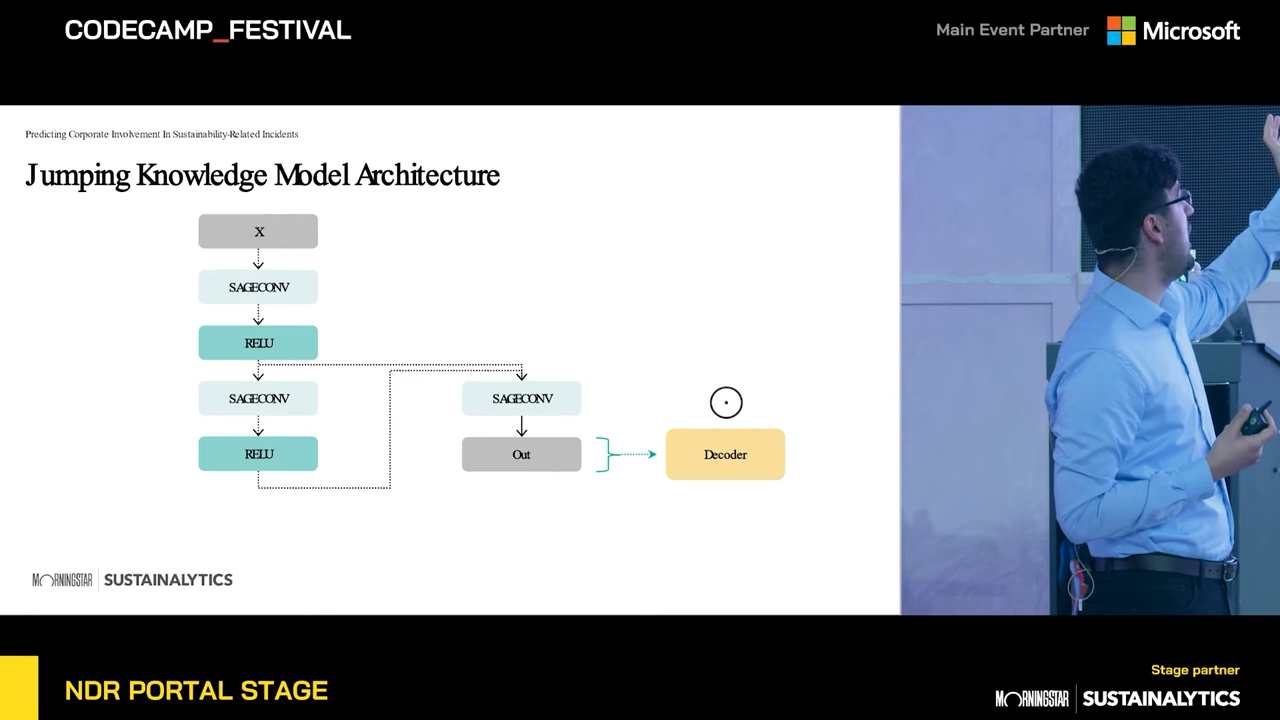 CODECAMP_FESTIVAL
Main Event Partner
Microsoft
Predicting Corporate Involvement In Sustainability-Related Incidents
Jumping Knowledge Model Architecture
X
SAGECONV
RELU
SAGECONV
SAGECONV
RELU
Out
Decoder
MORNINGSTAR | SUSTAINALYTICS
NDR PORTAL STAGE
Stage partner
MORNINGSTAR | SUSTAINALYTICS